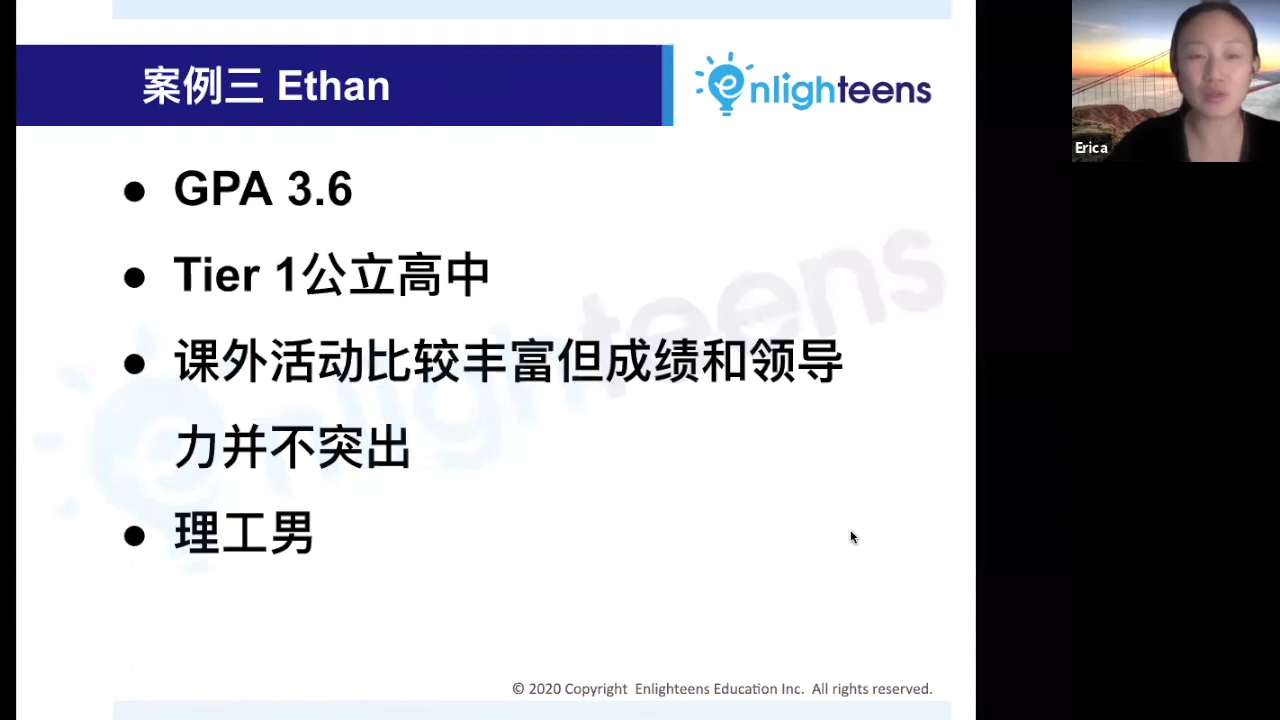 案例三 Ethan
enlighteens
Erica
● GPA 3.6
● Tier 1公立高中
● 课外活动比较丰富但成绩和领导
力并不突出
● 理工男
enlighteens
© 2020 Copyright Enlighteens Education Inc. All rights reserved.